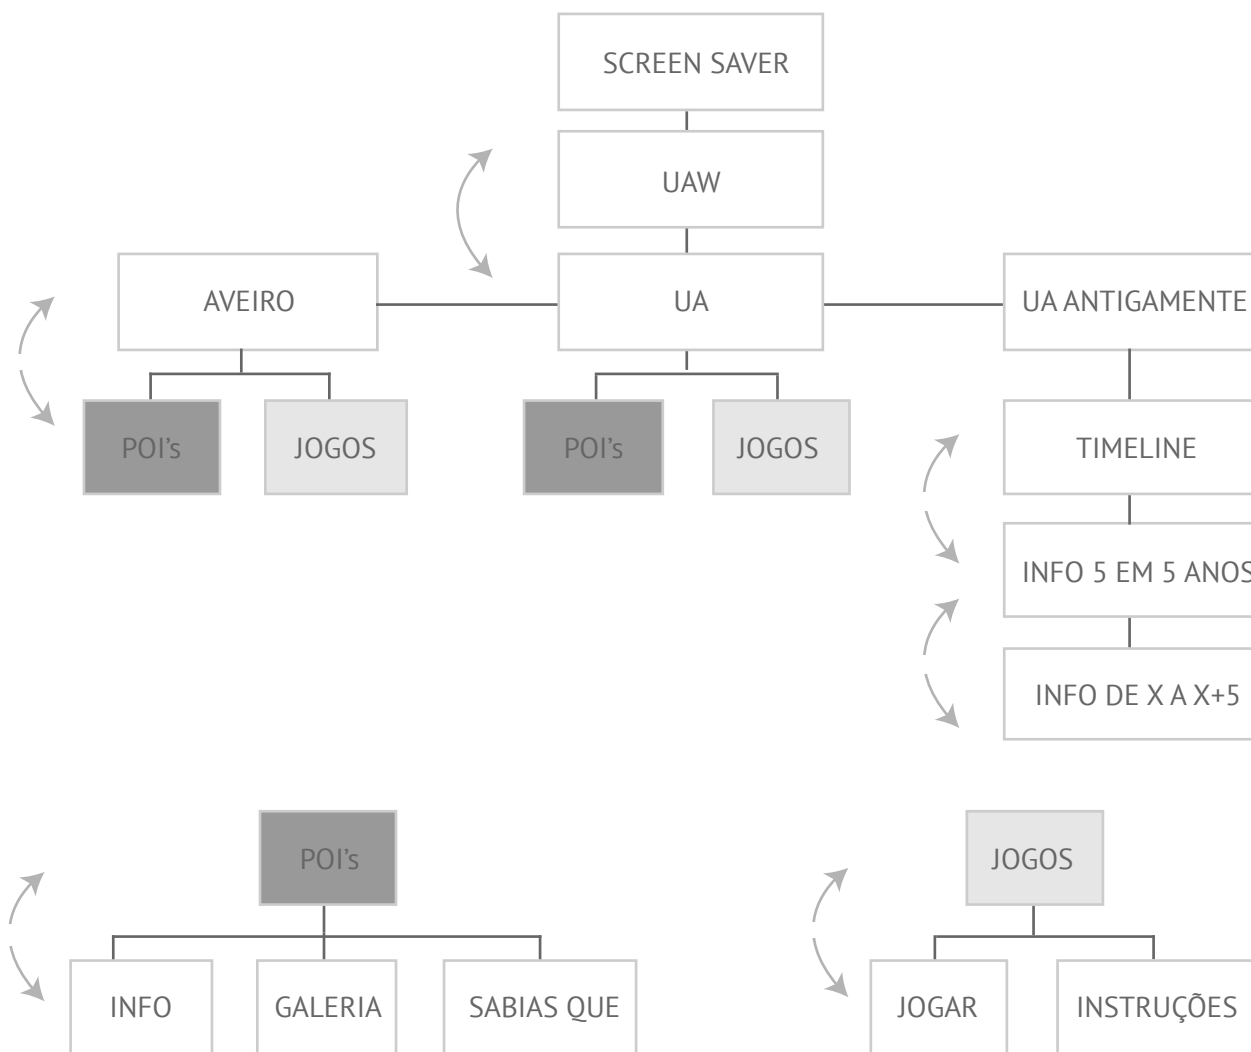 SCREEN SAVER
UAW
AVEIRO
UA
UA ANTIGAMENTE
POI's
JOGOS
POI's
JOGOS
TIMELINE
INFO 5 EM 5 ANOS
INFO DE X A X+5
POI's
JOGOS
INFO
GALERIA
SABIAS QUE
JOGAR
INSTRUÇÕES